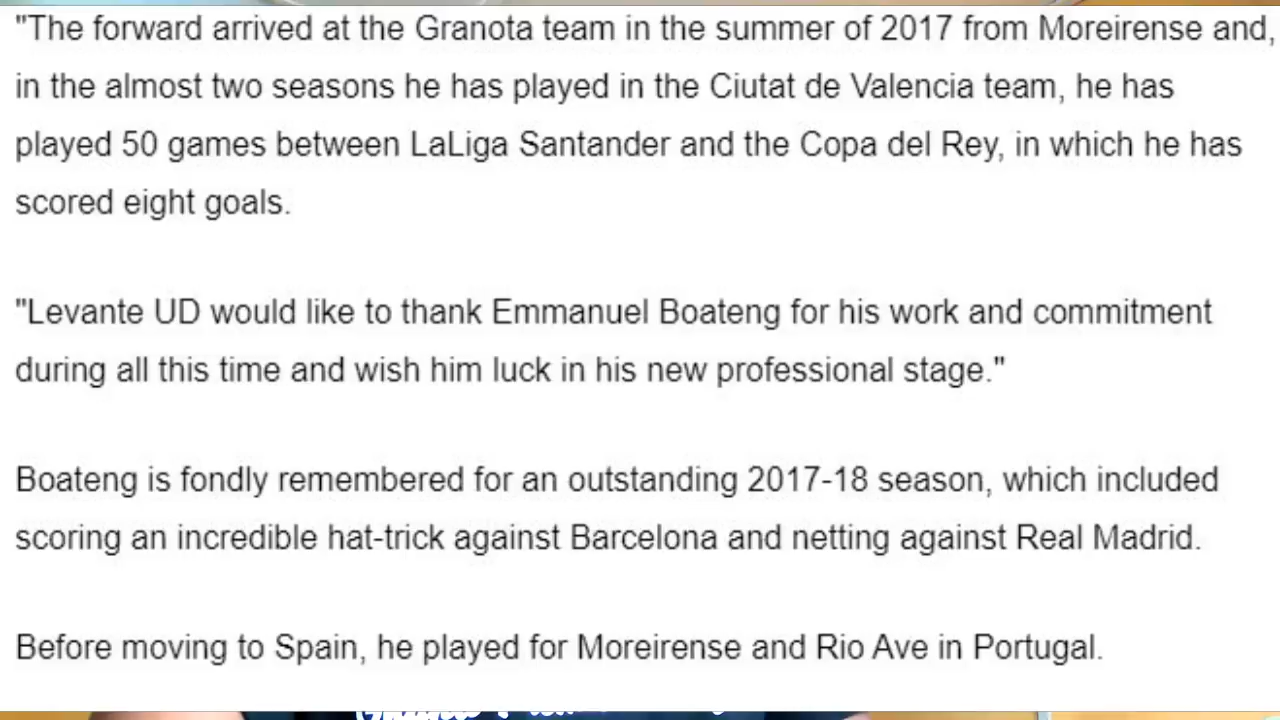 "The forward arrived at the Granota team in the summer of 2017 from Moreirense and,
in the almost two seasons he has played in the Ciutat de Valencia team, he has
played 50 games between LaLiga Santander and the Copa del Rey, in which he has
scored eight goals.
"Levante UD would like to thank Emmanuel Boateng for his work and commitment
during all this time and wish him luck in his new professional stage."
Boateng is fondly remembered for an outstanding 2017-18 season, which included
scoring an incredible hat-trick against Barcelona and netting against Real Madrid.
Before moving to Spain, he played for Moreirense and Rio Ave in Portugal.